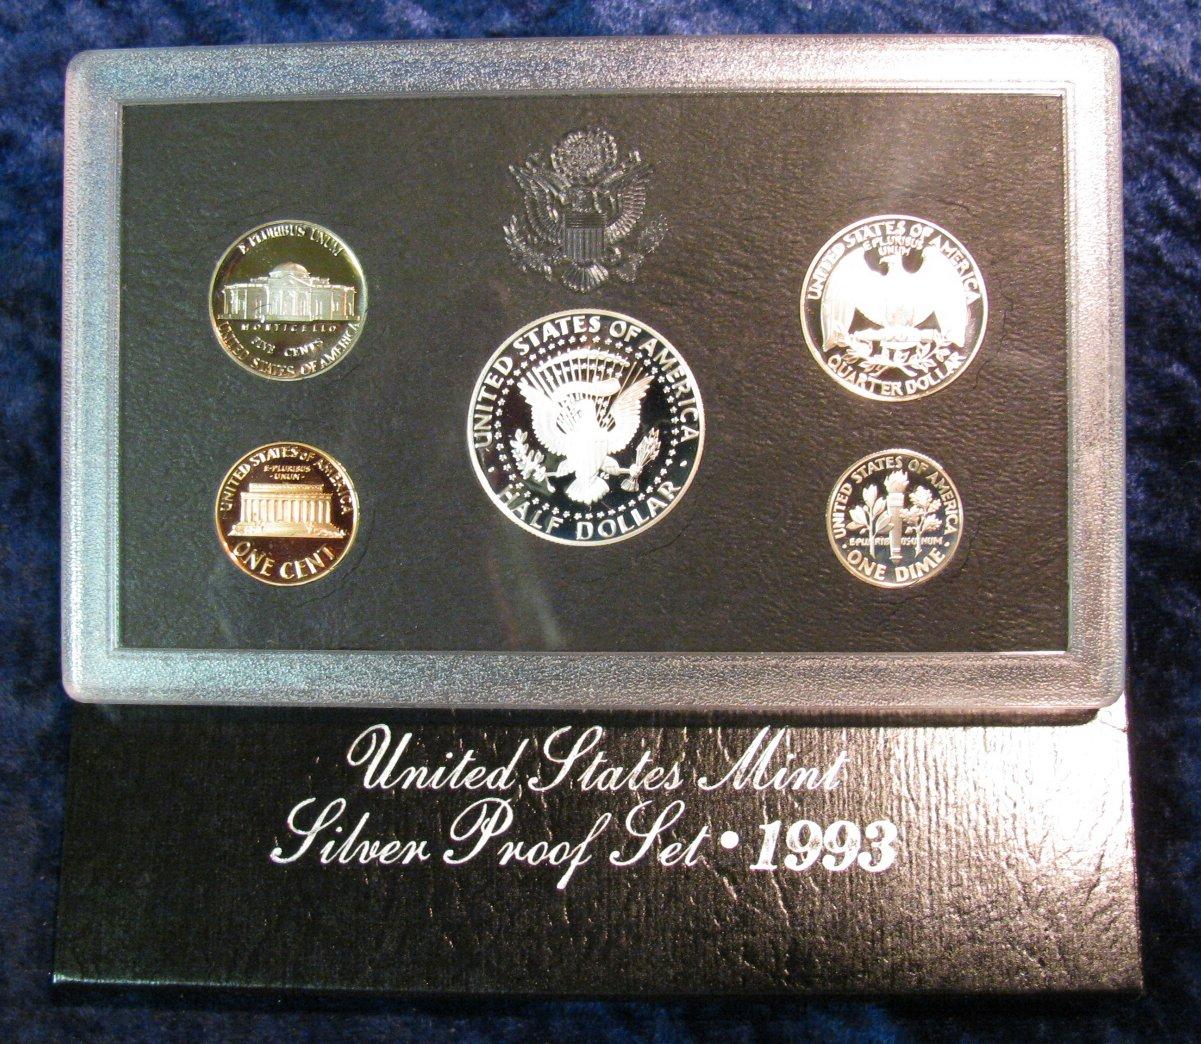 E PLURIBUS UNUM
MONTICELLO
FIVE CENTS
UNITED STATES OF AMERICA
UNITED STATES OF AMERICA
E·PLURIBUS
·UNUM·
ONE CENT
UNITED STATES OF AMERICA
HALF DOLLAR
UNITED STATES OF AMERICA
E·PLURIBUS
UNUM
QUARTER DOLLAR
UNITED STATES OF AMERICA
E PLURIBUS UNUM
· ONE DIME ·
United States Mint
Silver Proof Set • 1993